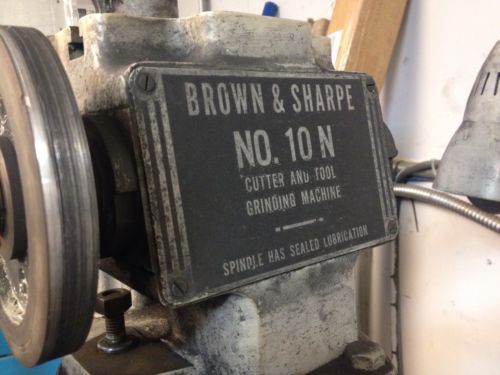 BROWN & SHARPE
NO. 10 N
CUTTER AND TOOL
GRINDING MACHINE
SPINDLE HAS SEALED LUBRICATION